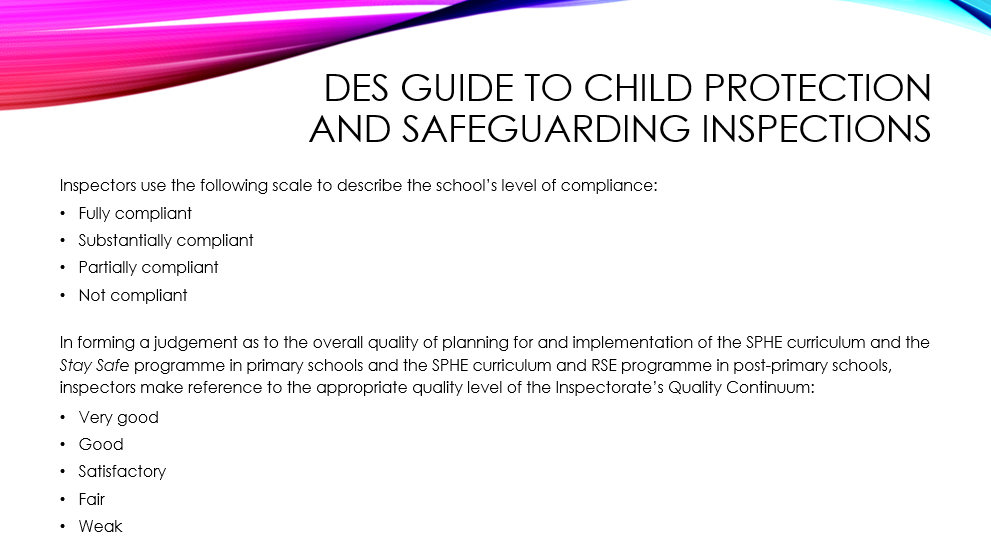 DES GUIDE TO CHILD PROTECTION
AND SAFEGUARDING INSPECTIONS
Inspectors use the following scale to describe the school's level of compliance:
• Fully compliant
• Substantially compliant
• Partially compliant
• Not compliant
In forming a judgement as to the overall quality of planning for and implementation of the SPHE curriculum and the
Stay Safe programme in primary schools and the SPHE curriculum and RSE programme in post-primary schools,
inspectors make reference to the appropriate quality level of the Inspectorate's Quality Continuum:
• Very good
• Good
• Satisfactory
• Fair
• Weak